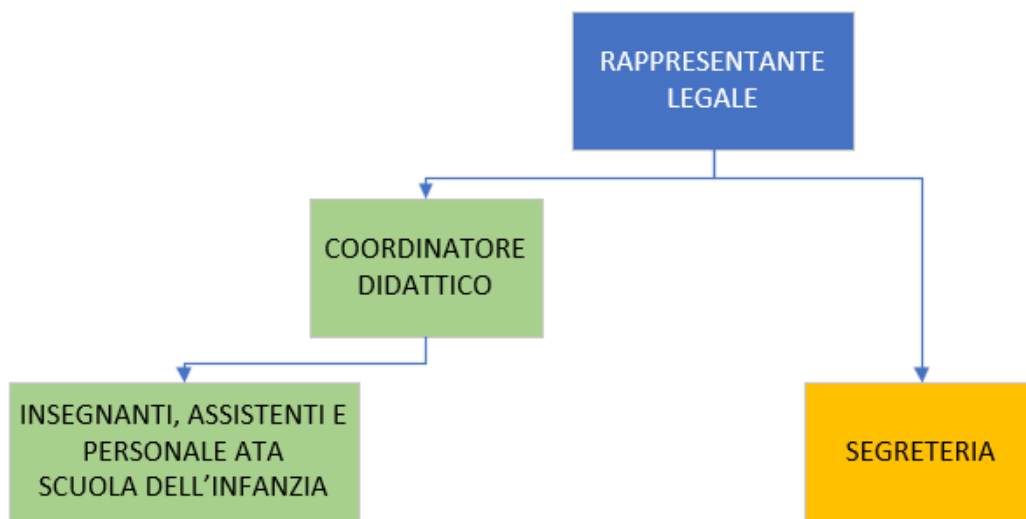 RAPPRESENTANTE
LEGALE
COORDINATORE
DIDATTICO
INSEGNANTI, ASSISTENTI E
PERSONALE ATA
SCUOLA DELL’INFANZIA
SEGRETERIA